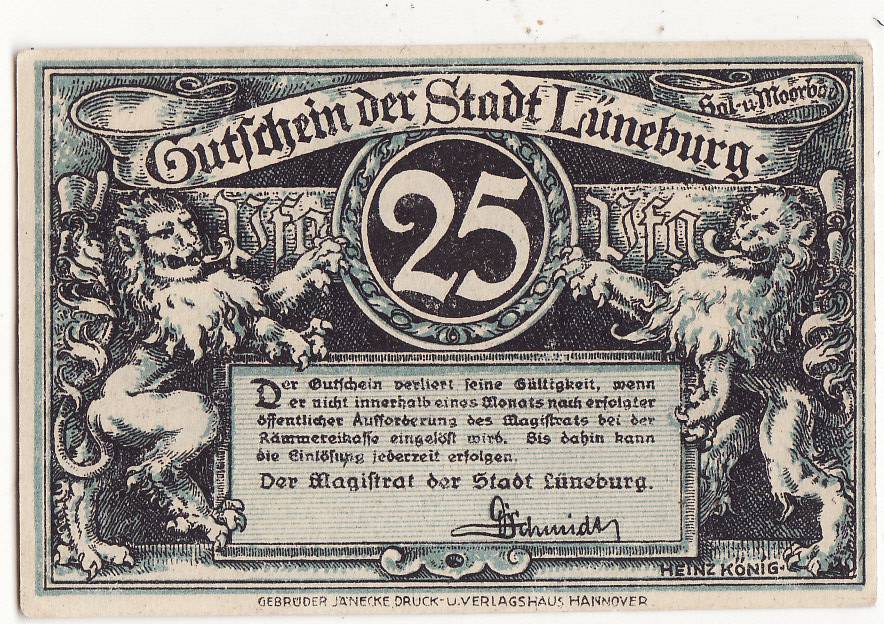 Gutschein der Stadt Lüneburg.
Sol- u. Moorbad
Pfg 25 Pfg
Der Gutschein verliert seine Gültigkeit, wenn
er nicht innerhalb eines Monats nach erfolgter
öffentlicher Aufforderung des Magistrats bei der
Kämmereikasse eingelöst wird. Bis dahin kann
die Einlösung jederzeit erfolgen.
Der Magistrat der Stadt Lüneburg.
Schmidt
HEINZ KÖNIG.
GEBRÜDER JÄNECKE, DRUCK- U. VERLAGSHAUS HANNOVER